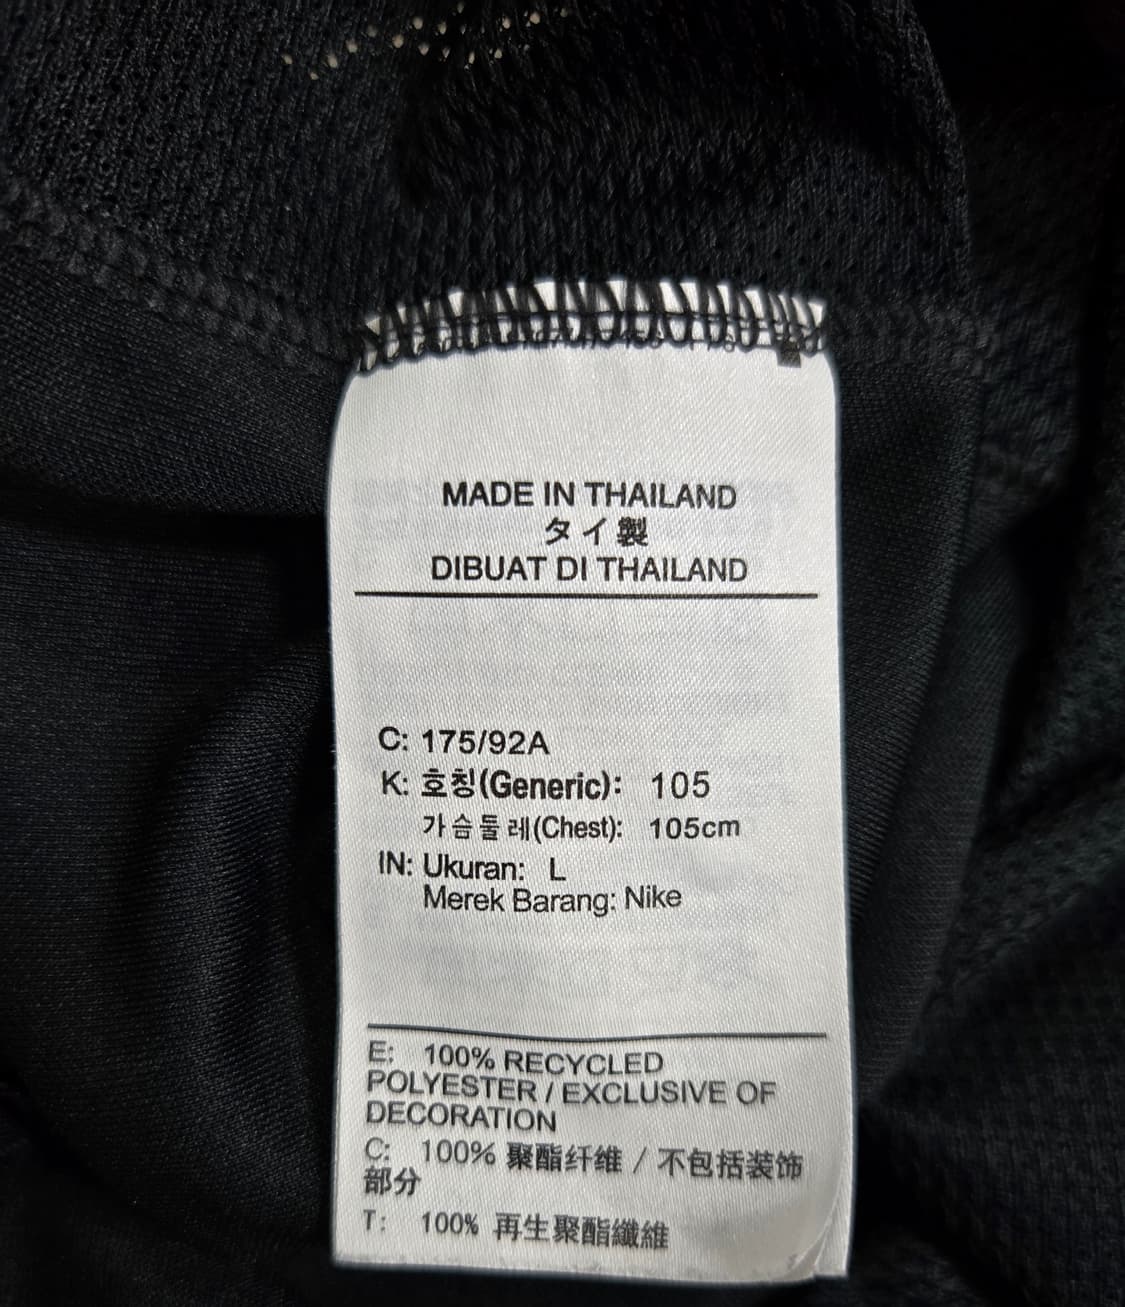 MADE IN THAILAND
タイ製
DIBUAT DI THAILAND
C: 175/92A
K: 호칭(Generic): 105
가슴둘레(Chest): 105cm
IN: Ukuran: L
Merek Barang: Nike
E: 100% RECYCLED
POLYESTER / EXCLUSIVE OF
DECORATION
C: 100% 聚酯纤维 / 不包括装饰
部分
T: 100% 再生聚酯纖維